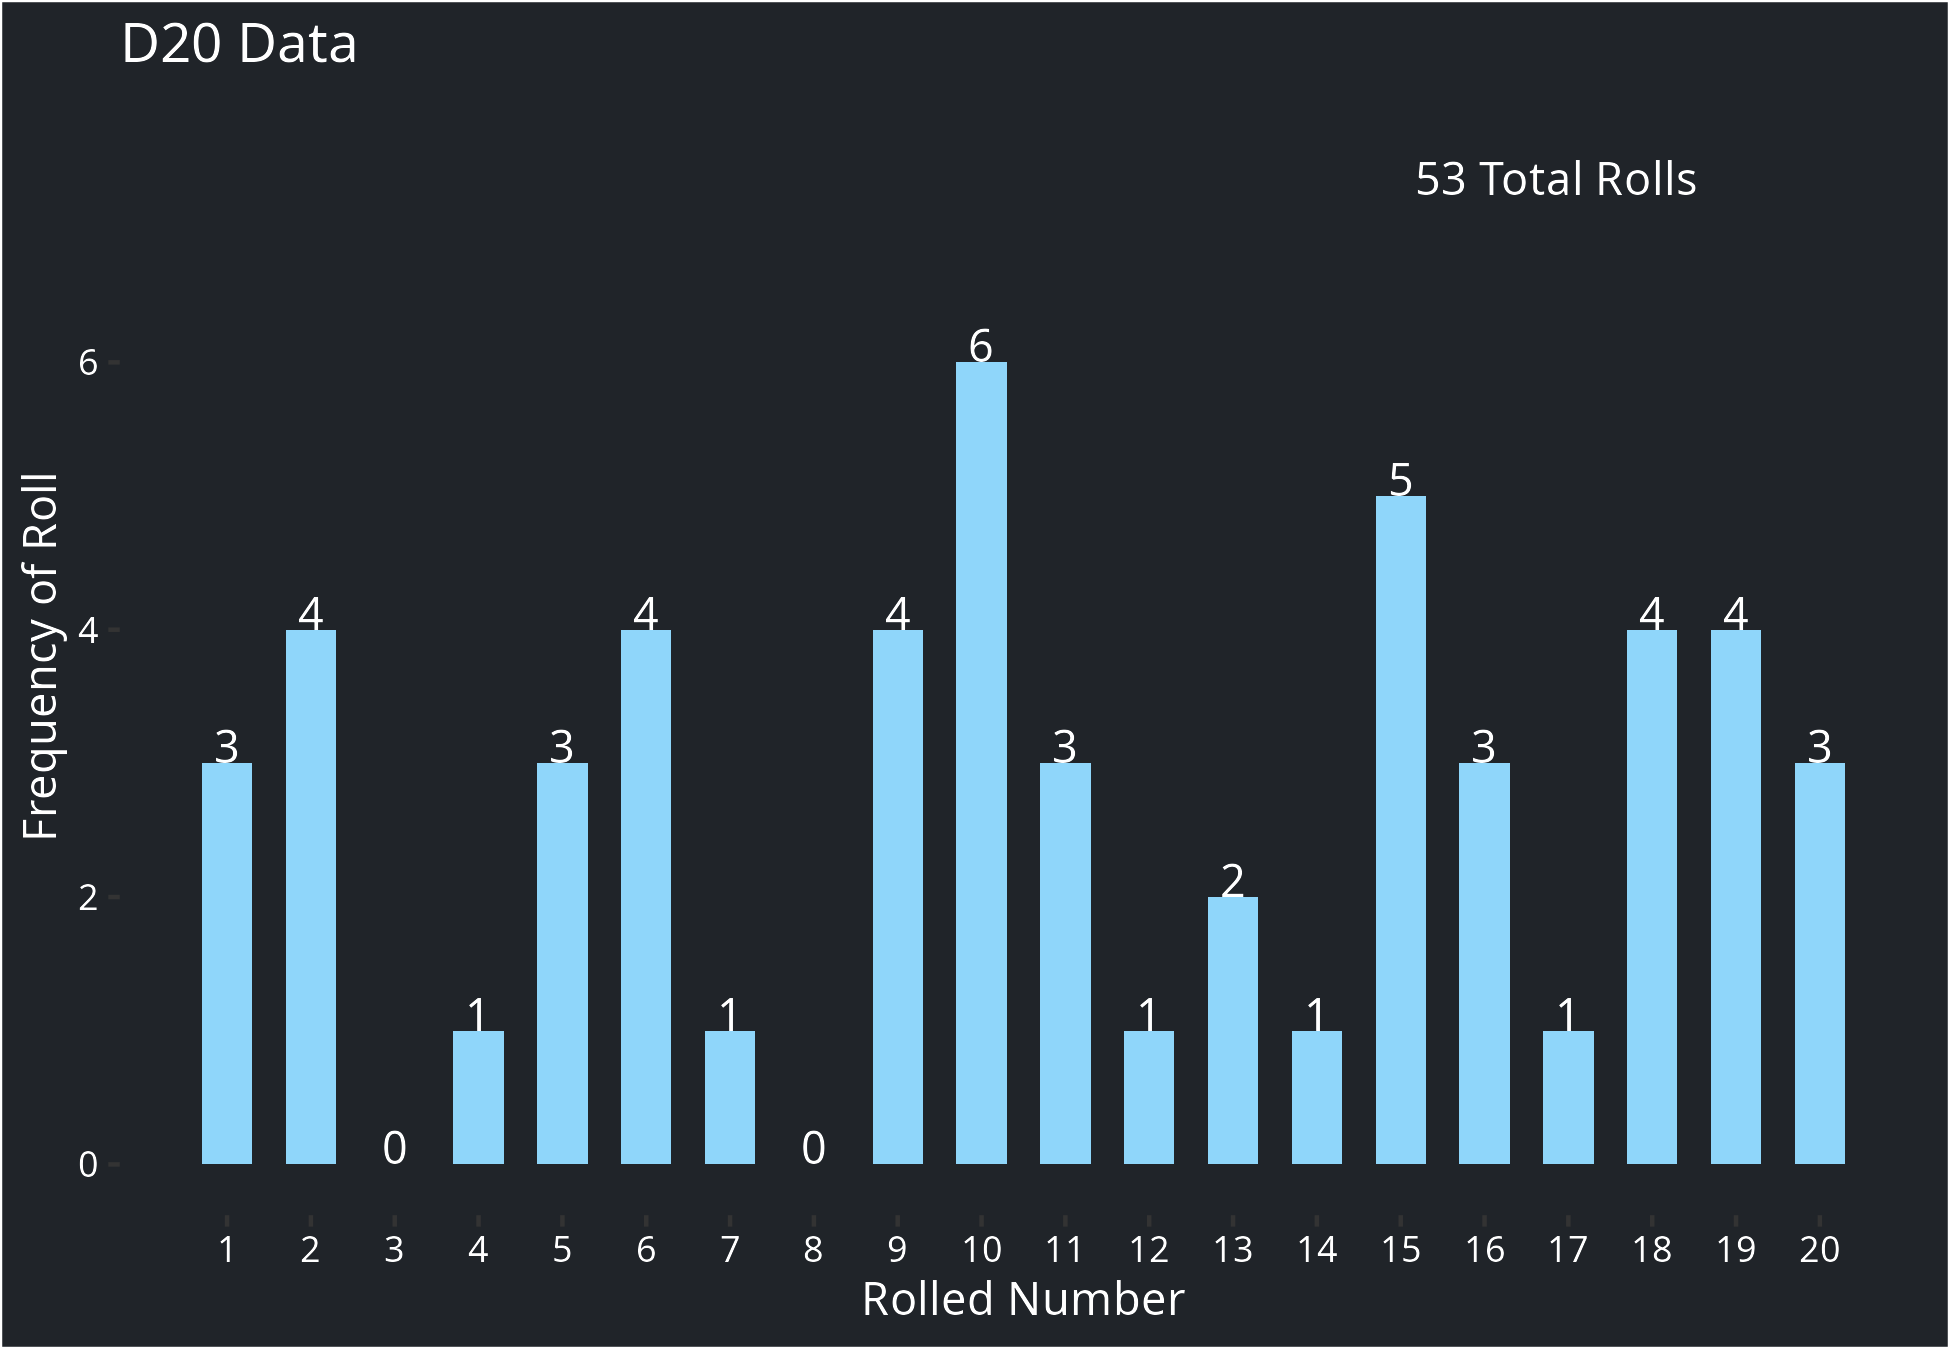 D20 Data
53 Total Rolls
Frequency of Roll
6
4
2
0
3 4 0 1 3 4 1 0 4 6 3 1 2 1 5 3 1 4 4 3
1 2 3 4 5 6 7 8 9 10 11 12 13 14 15 16 17 18 19 20
Rolled Number